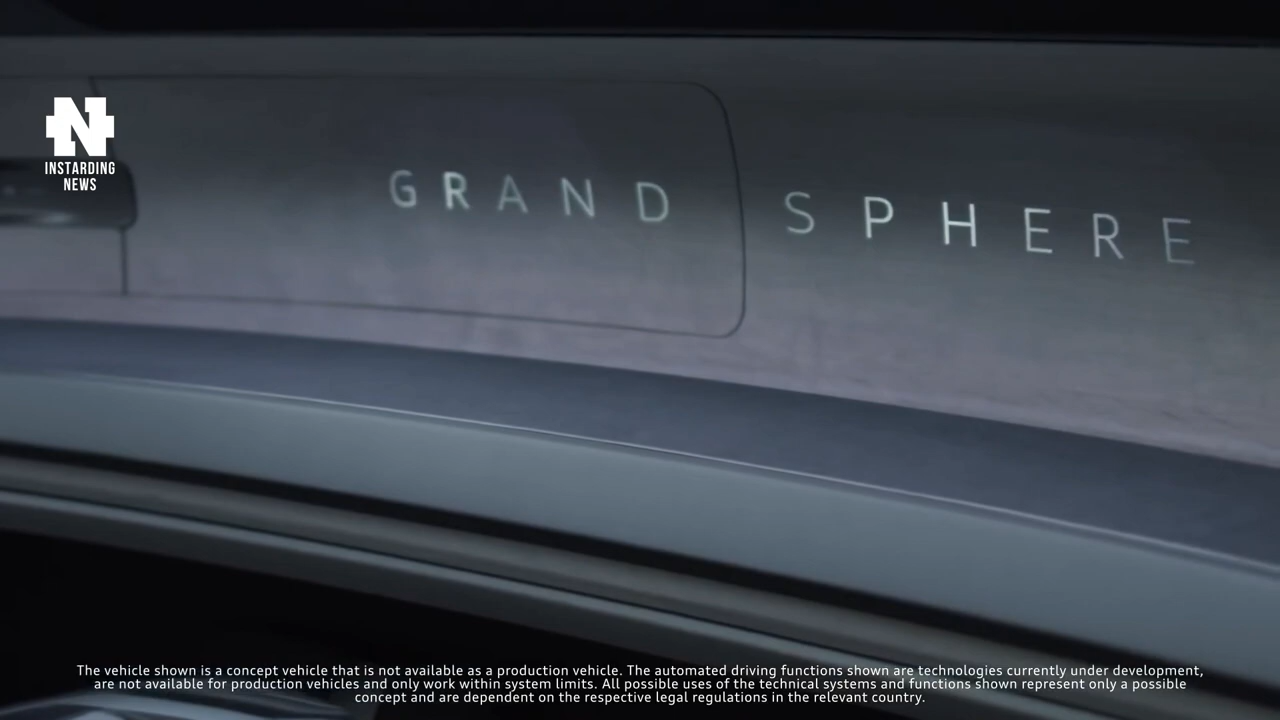 INSTARDING
NEWS
GRAND SPHERE
The vehicle shown is a concept vehicle that is not available as a production vehicle. The automated driving functions shown are technologies currently under development,
are not available for production vehicles and only work within system limits. All possible uses of the technical systems and functions shown represent only a possible
concept and are dependent on the respective legal regulations in the relevant country.